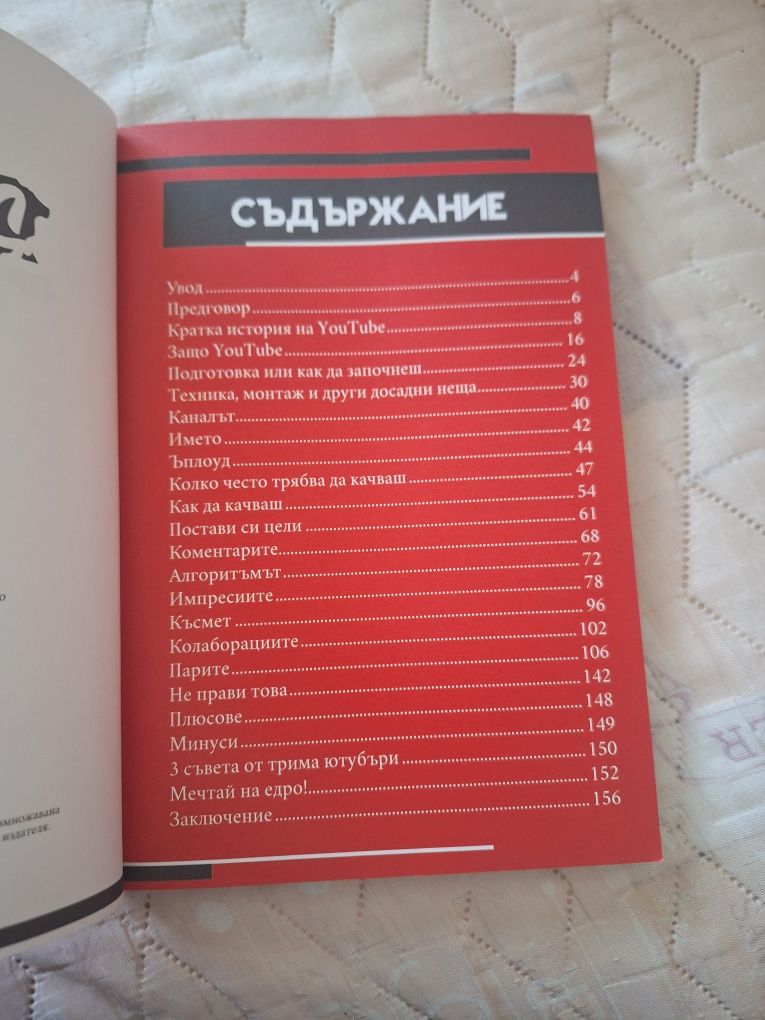 СЪДЪРЖАНИЕ
Увод 4
Предговор 6
Кратка история на YouTube 8
Защо YouTube 16
Подготовка или как да започнеш 24
Техника, монтаж и други досадни неща 30
Каналът 40
Името 42
Ъплоуд 44
Колко често трябва да качваш 47
Как да качваш 54
Постави си цели 61
Коментарите 68
Алгоритъмът 72
Импресиите 78
Късмет 96
Колаборациите 102
Парите 106
Не прави това 142
Плюсове 148
Минуси 149
3 съвета от трима ютубъри 150
Мечтай на едро! 152
Заключение 156
издателя.